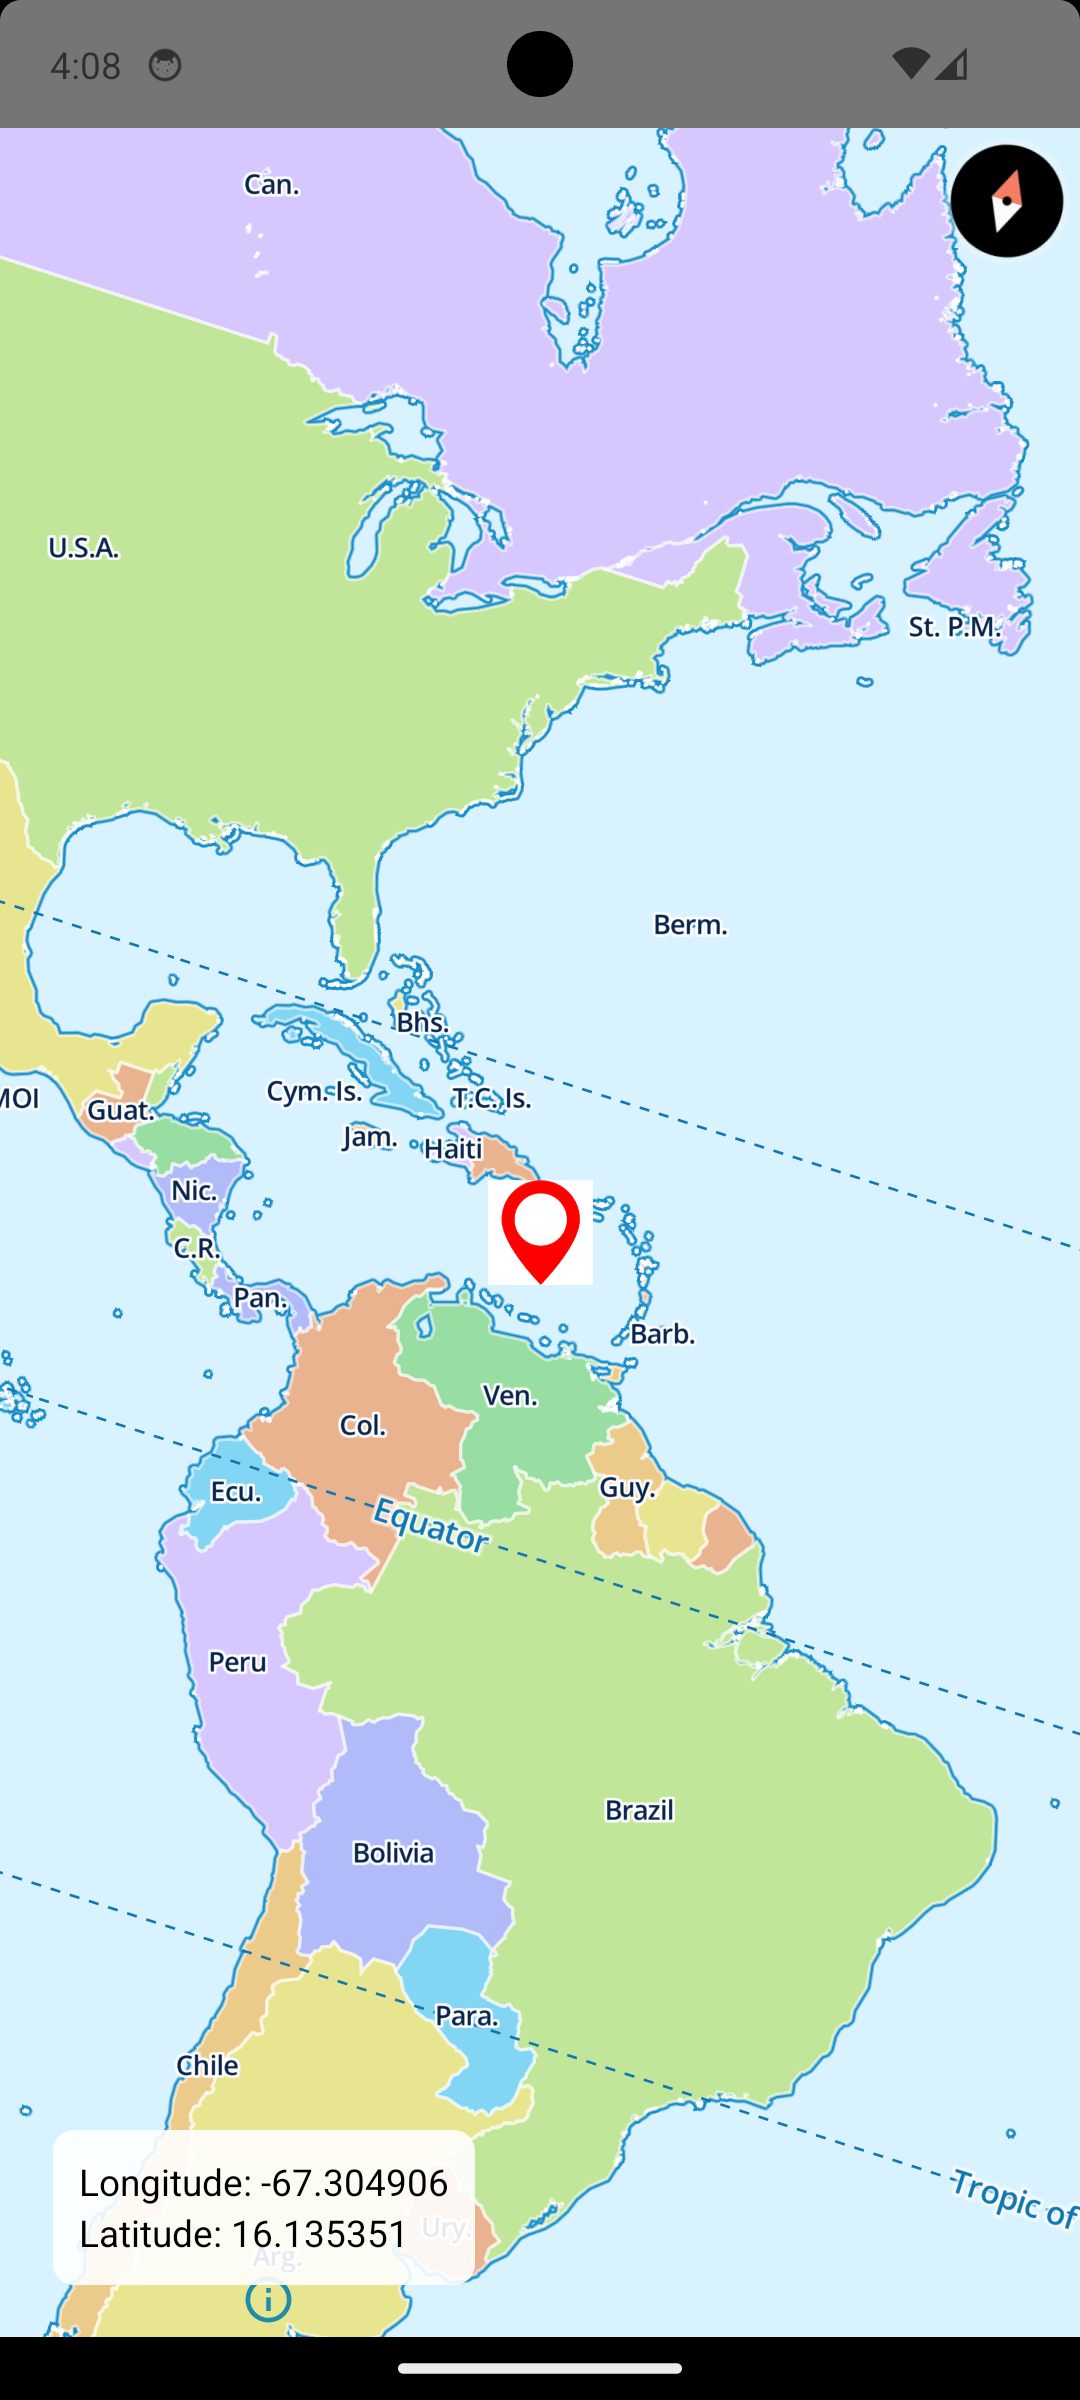 4:08
Can.
U.S.A.
St. P.M.
Berm.
Bhs.
Cym. Is.
T.C. Is.
MOI
Guat.
Jam.
Haiti
Nic.
C.R.
Pan.
Barb.
Ven.
Col.
Ecu.
Guy.
Equator
Peru
Brazil
Bolivia
Para.
Chile
Tropic of
Longitude: -67.304906
Latitude: 16.135351
Ury.
Arg.